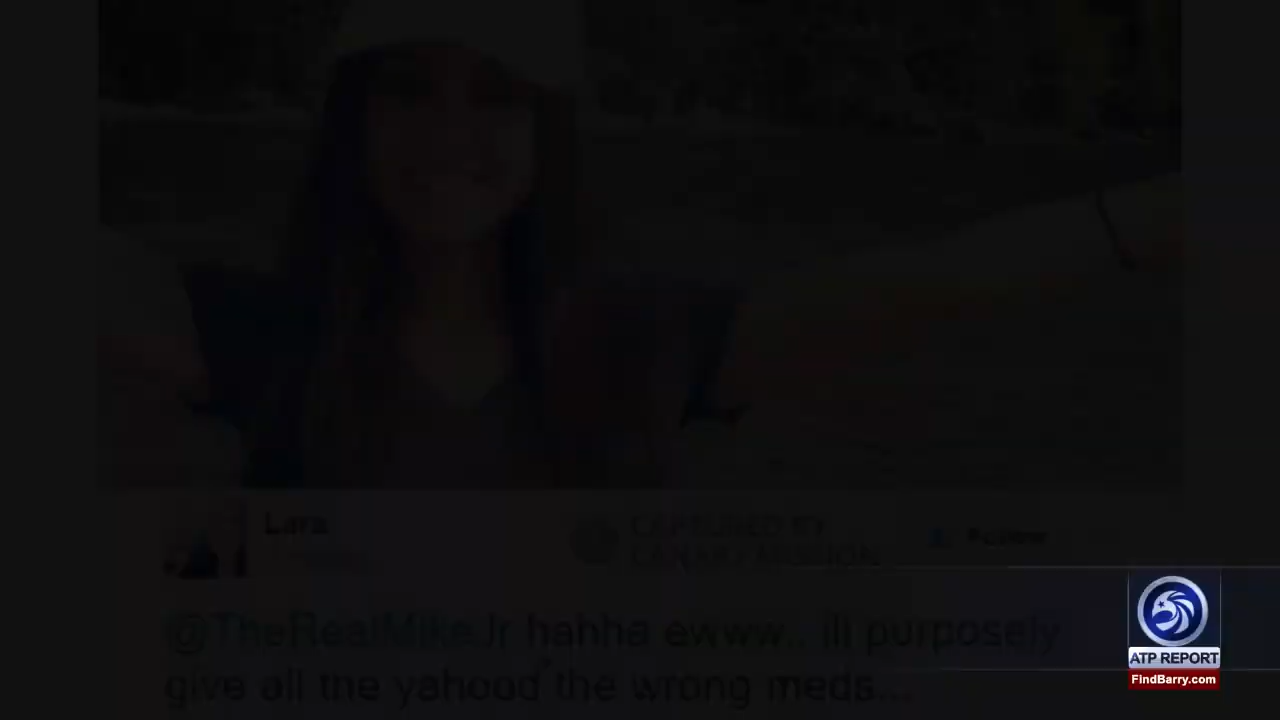 Lara
CAPTURED BY
CANARY MISSION
@TheRealMikeJr hahha ewww.. ill purposely
give all the yahood the wrong meds...
ATP REPORT
FindBarry.com